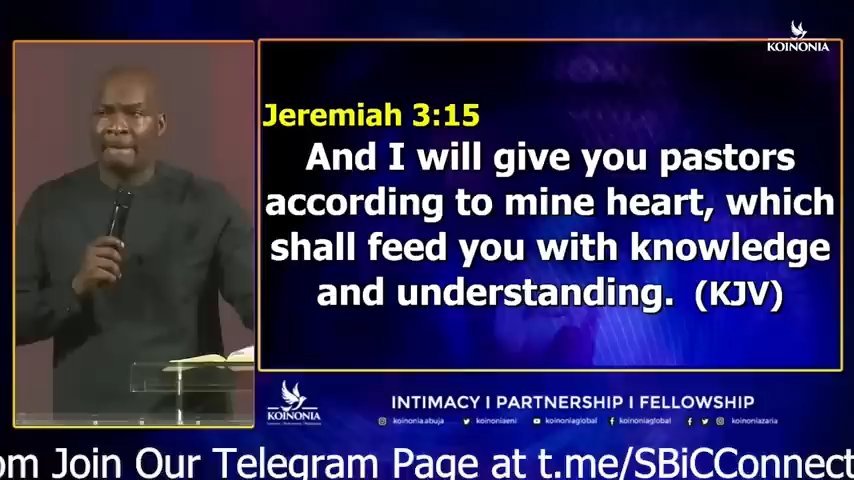 KOINONIA
Jeremiah 3:15
And I will give you pastors
according to mine heart, which
shall feed you with knowledge
and understanding. (KJV)
KOINONIA
INTIMACY I PARTNERSHIP I FELLOWSHIP
koinonia.abuja koinoniaeni koinoniaglobal koinoniaglobal koinoniazaria
om Join Our Telegram Page at t.me/SBiCConnect